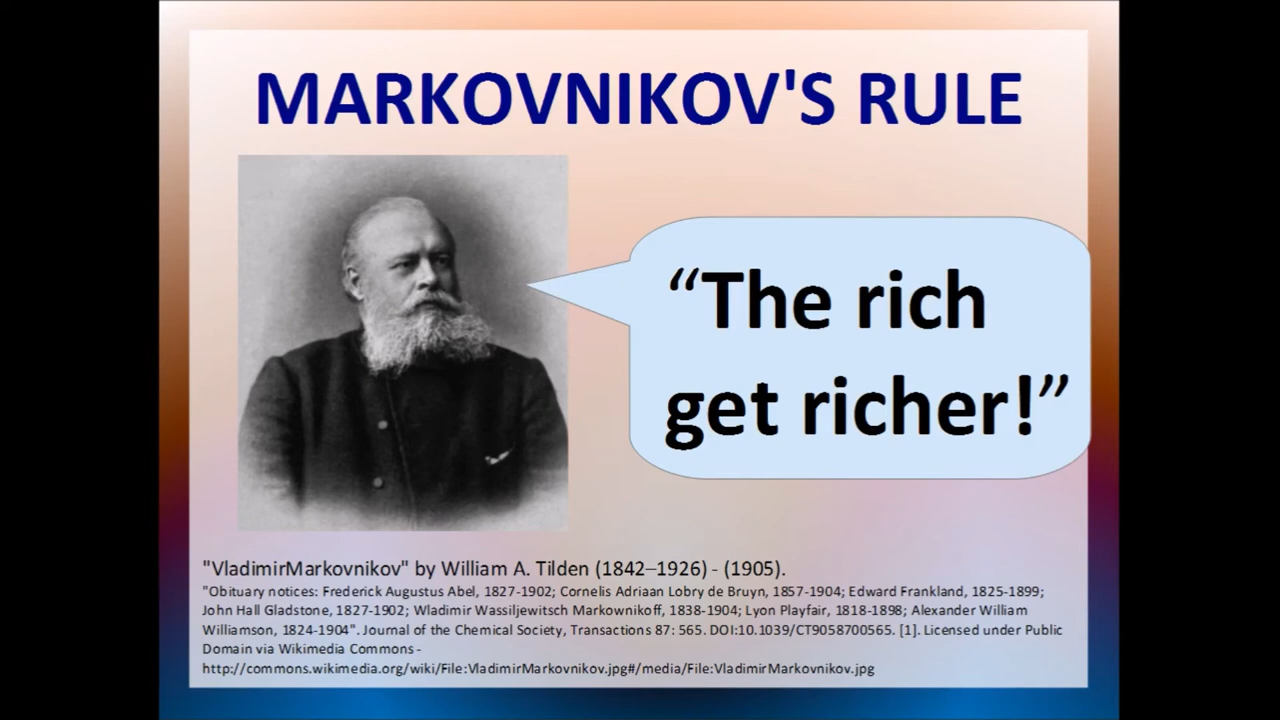 MARKOVNIKOV'S RULE
“The rich
get richer!”
"VladimirMarkovnikov" by William A. Tilden (1842–1926) - (1905).
"Obituary notices: Frederick Augustus Abel, 1827-1902; Cornelis Adriaan Lobry de Bruyn, 1857-1904; Edward Frankland, 1825-1899;
John Hall Gladstone, 1827-1902; Wladimir Wassiljewitsch Markownikoff, 1838-1904; Lyon Playfair, 1818-1898; Alexander William
Williamson, 1824-1904". Journal of the Chemical Society, Transactions 87: 565. DOI:10.1039/CT9058700565. [1]. Licensed under Public
Domain via Wikimedia Commons -
http://commons.wikimedia.org/wiki/File:VladimirMarkovnikov.jpg#/media/File:VladimirMarkovnikov.jpg